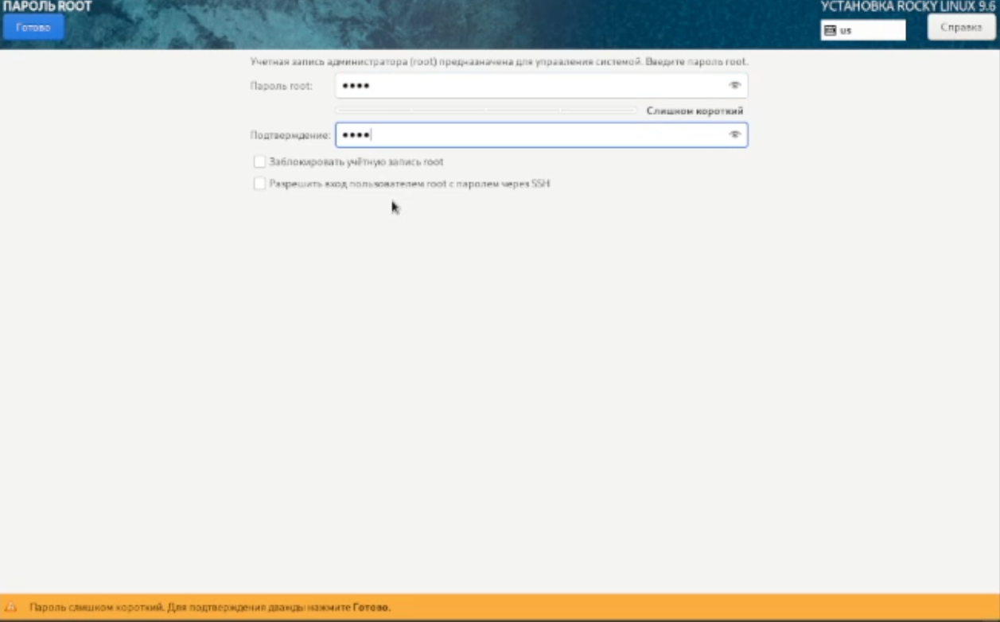 ПАРОЛЬ ROOT
УСТАНОВКА ROCKY LINUX 9.6
Готово
us
Справка
Учетная запись администратора (root) предназначена для управления системой. Введите пароль root.
Пароль root: ••••
Слишком короткий
Подтверждение: ••••
Заблокировать учётную запись root
Разрешить вход пользователем root с паролем через SSH
Пароль слишком короткий. Для подтверждения дважды нажмите Готово.